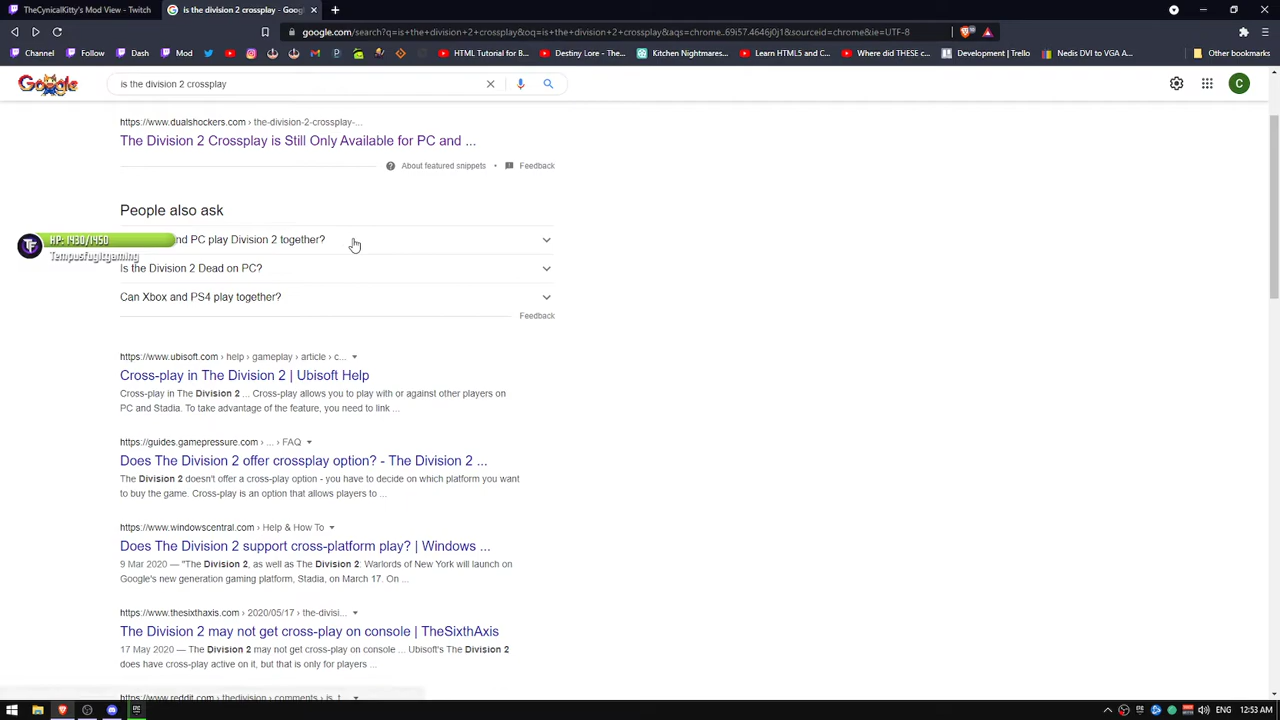 TheCynicalKitty's Mod View - Twitch
is the division 2 crossplay - Googl
google.com/search?q=is+the+division+2+crossplay&oq=is+the+division+2+crossplay&aqs=chrome..69i57.4646j0j1&sourceid=chrome&ie=UTF-8
Channel Follow Dash Mod HTML Tutorial for B... Destiny Lore - The... Kitchen Nightmares... Learn HTML5 and C... Where did THESE c... Development | Trello Nedis DVI to VGA A... Other bookmarks
Google
is the division 2 crossplay
C
https://www.dualshockers.com › the-division-2-crossplay-...
The Division 2 Crossplay is Still Only Available for PC and ...
About featured snippets • Feedback
People also ask
HP: 1430/1450
nd PC play Division 2 together?
Tempusfugitgaming
Is the Division 2 Dead on PC?
Can Xbox and PS4 play together?
Feedback
https://www.ubisoft.com › help › gameplay › article › c...
Cross-play in The Division 2 | Ubisoft Help
Cross-play in The Division 2 ... Cross-play allows you to play with or against other players on
PC and Stadia. To take advantage of the feature, you need to link ...
https://guides.gamepressure.com › ... › FAQ
Does The Division 2 offer crossplay option? - The Division 2 ...
The Division 2 doesn't offer a cross-play option - you have to decide on which platform you want
to buy the game. Cross-play is an option that allows players to ...
https://www.windowscentral.com › Help & How To
Does The Division 2 support cross-platform play? | Windows ...
9 Mar 2020 — "The Division 2, as well as The Division 2: Warlords of New York will launch on
Google's new generation gaming platform, Stadia, on March 17. On ...
https://www.thesixthaxis.com › 2020/05/17 › the-divisi...
The Division 2 may not get cross-play on console | TheSixthAxis
17 May 2020 — The Division 2 may not get cross-play on console ... Ubisoft's The Division 2
does have cross-play active on it, but that is only for players ...
https://www.reddit.com › thedivision › comments › is_t...
ENG 12:53 AM